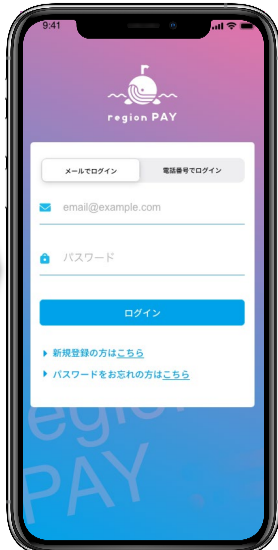 9:41
region PAY
メールでログイン
電話番号でログイン
email@example.com
パスワード
ログイン
新規登録の方はこちら
パスワードをお忘れの方はこちら
region
PAY